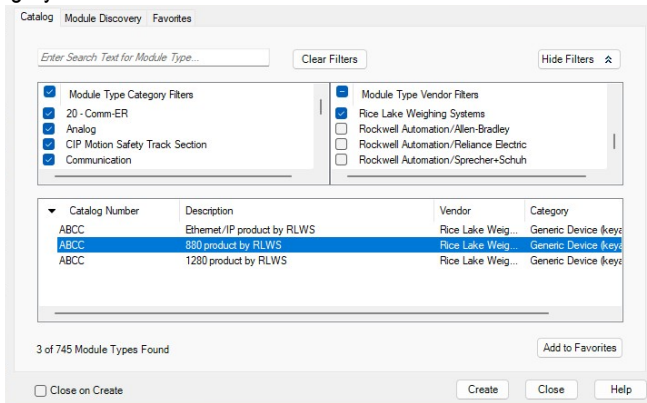 Catalog Module Discovery Favorites
Enter Search Text for Module Type...
Clear Filters
Hide Filters
Module Type Category Filters
20 - Comm-ER
Analog
CIP Motion Safety Track Section
Communication
Module Type Vendor Filters
Rice Lake Weighing Systems
Rockwell Automation/Allen-Bradley
Rockwell Automation/Reliance Electric
Rockwell Automation/Sprecher+Schuh
Catalog Number Description Vendor Category
ABCC Ethernet/IP product by RLWS Rice Lake Weig... Generic Device (keya
ABCC 880 product by RLWS Rice Lake Weig... Generic Device (keya
ABCC 1280 product by RLWS Rice Lake Weig... Generic Device (keya
3 of 745 Module Types Found
Add to Favorites
Close on Create
Create Close Help